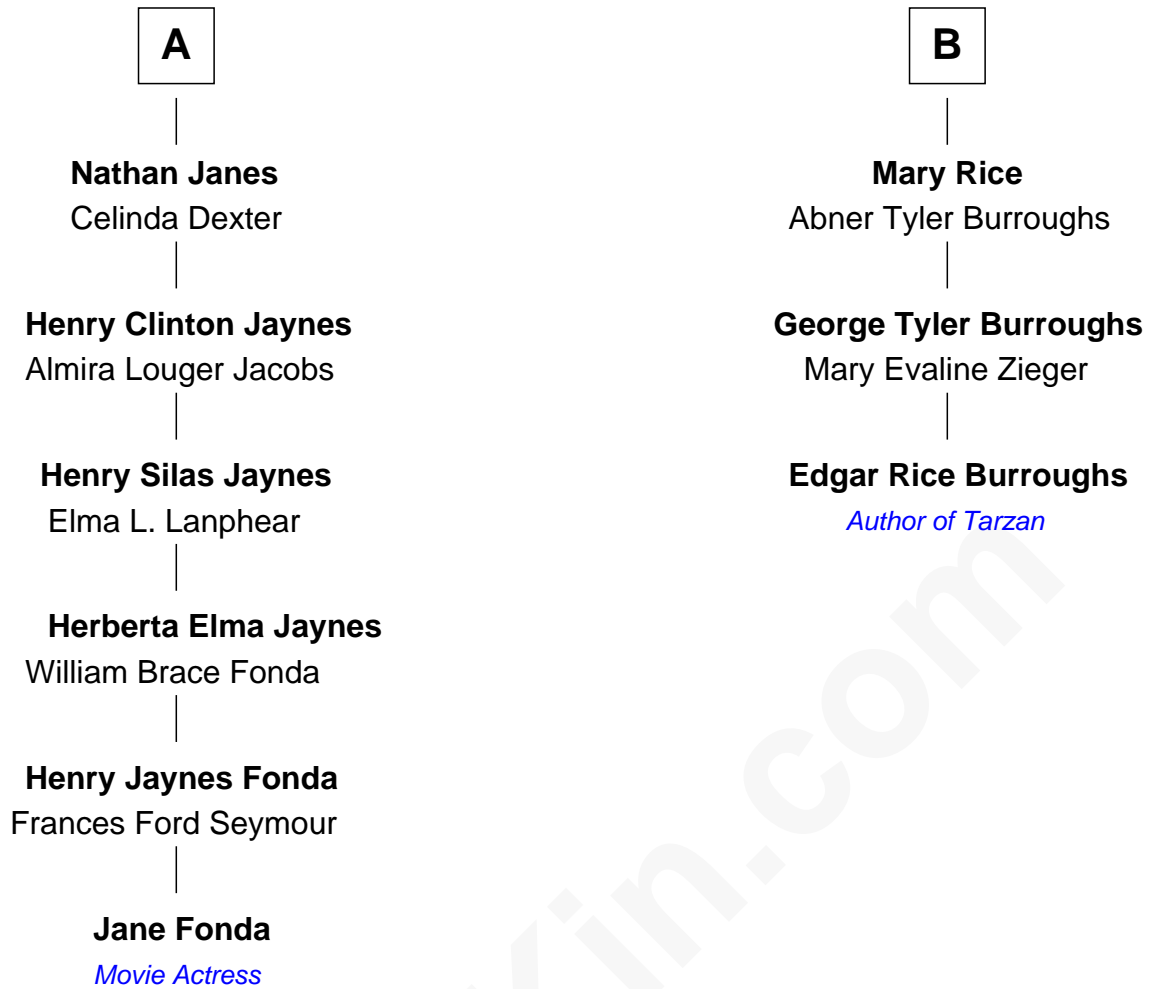 A
Nathan Janes
Celinda Dexter
Henry Clinton Jaynes
Almira Louger Jacobs
Henry Silas Jaynes
Elma L. Lanphear
Herberta Elma Jaynes
William Brace Fonda
Henry Jaynes Fonda
Frances Ford Seymour
Jane Fonda
Movie Actress
B
Mary Rice
Abner Tyler Burroughs
George Tyler Burroughs
Mary Evaline Zieger
Edgar Rice Burroughs
Author of Tarzan
Kin.com